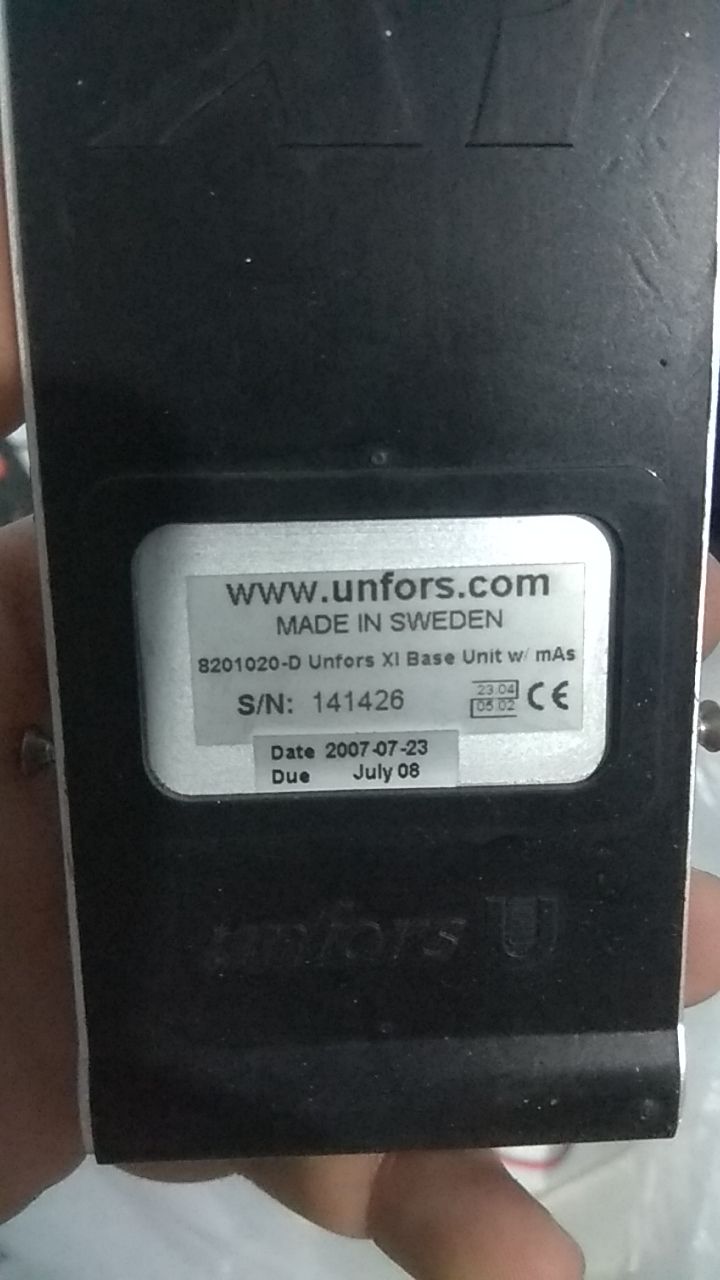 XI
www.unfors.com
MADE IN SWEDEN
8201020-D Unfors XI Base Unit w/ mAs
S/N: 141426
23.04
05.02
CE
Date 2007-07-23
Due July 08
unfors